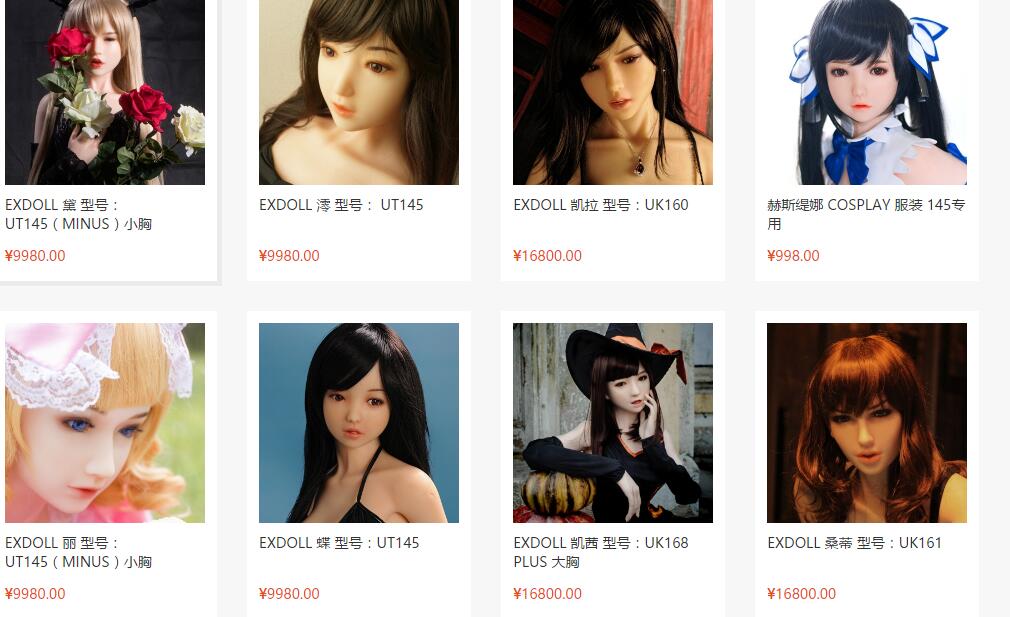 EXDOLL 黛 型号：
UT145（MINUS）小胸
¥9980.00
EXDOLL 澪 型号： UT145
¥9980.00
EXDOLL 凯拉 型号：UK160
¥16800.00
赫斯缇娜 COSPLAY 服装 145专
用
¥998.00
EXDOLL 丽 型号：
UT145（MINUS）小胸
¥9980.00
EXDOLL 蝶 型号：UT145
¥9980.00
EXDOLL 凯茜 型号：UK168
PLUS 大胸
¥16800.00
EXDOLL 桑蒂 型号：UK161
¥16800.00